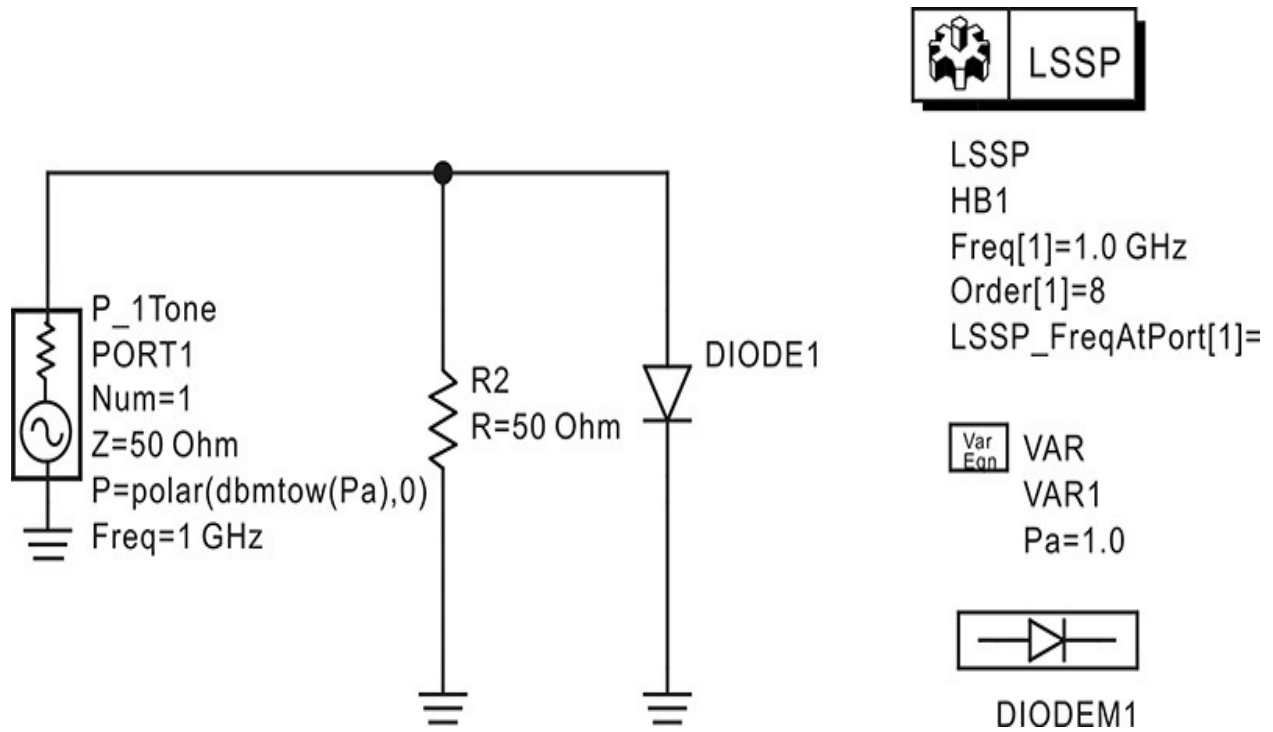 P_1Tone
PORT1
Num=1
Z=50 Ohm
P=polar(dbmtow(Pa),0)
Freq=1 GHz
R2
R=50 Ohm
DIODE1
LSSP
LSSP
HB1
Freq[1]=1.0 GHz
Order[1]=8
LSSP_FreqAtPort[1]=
Var
Eqn
VAR
VAR1
Pa=1.0
DIODEM1